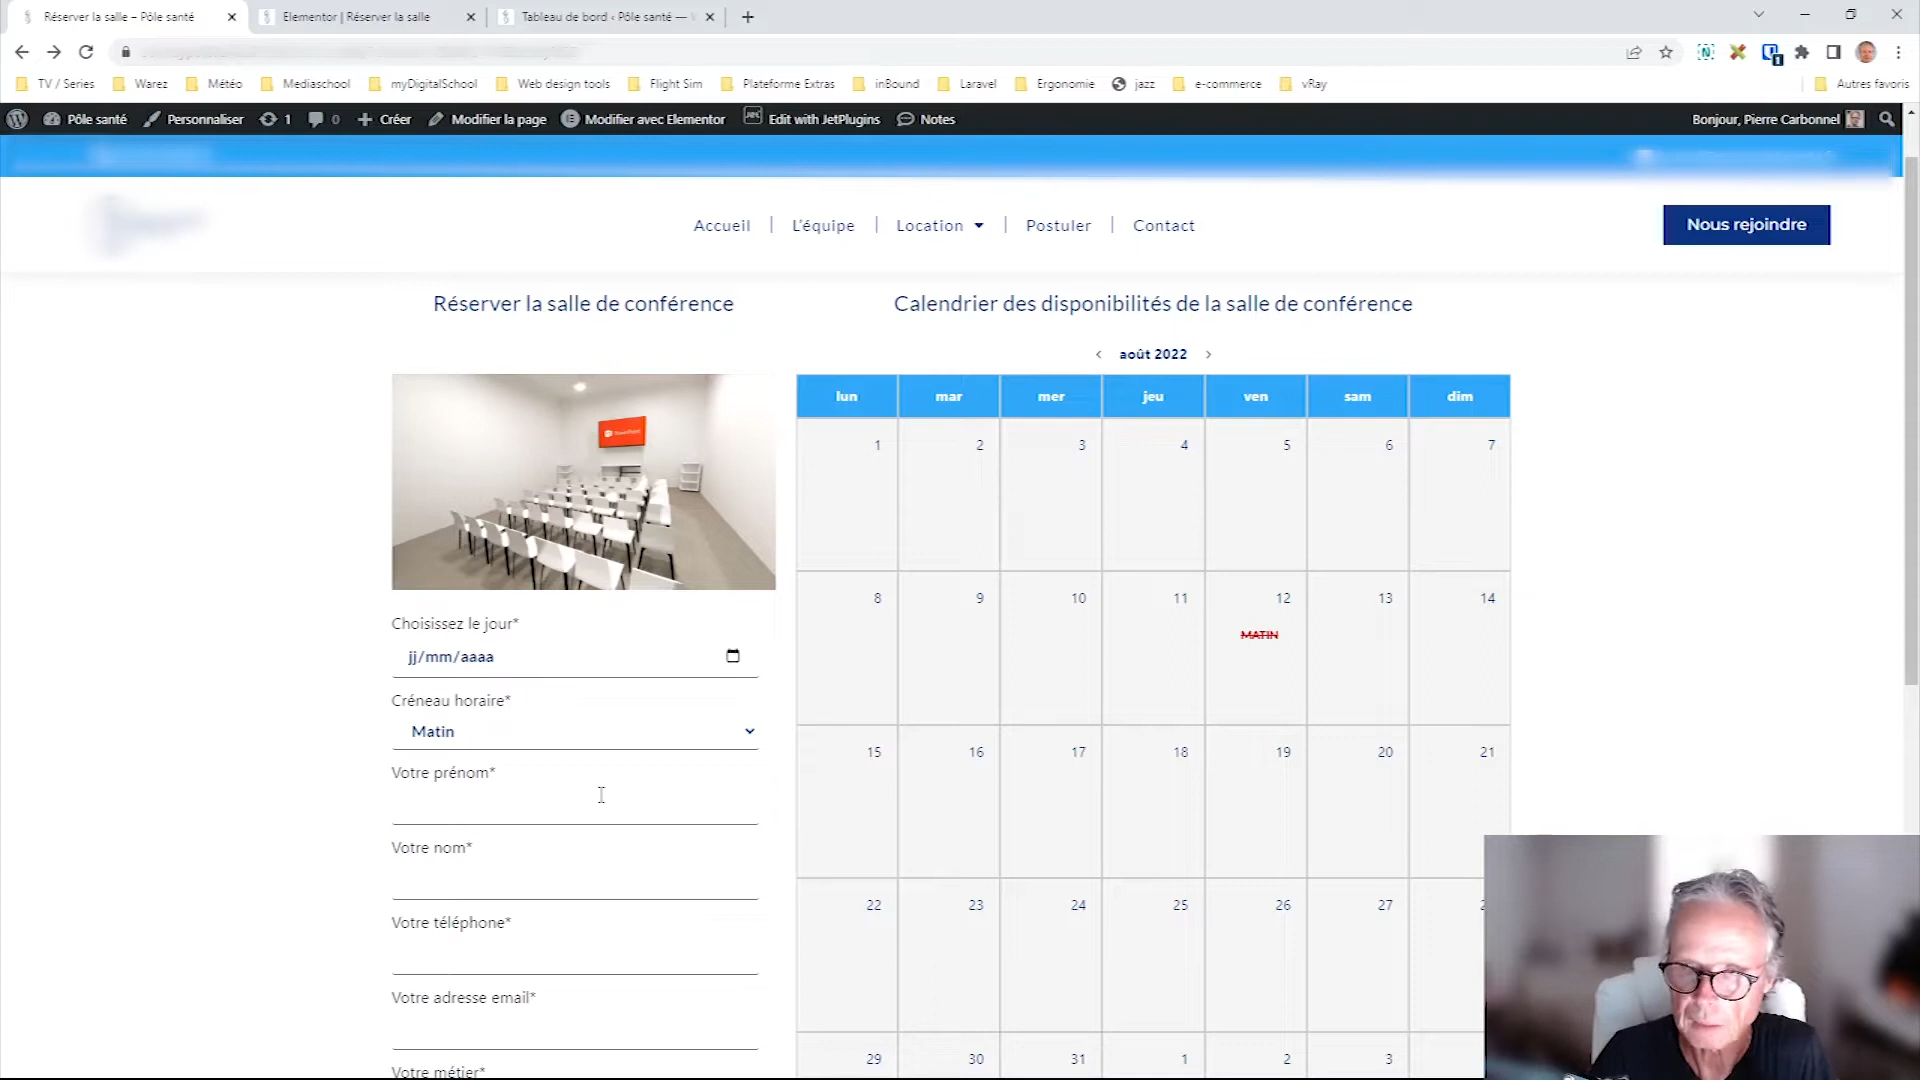 Réserver la salle – Pôle santé
Elementor | Réserver la salle
Tableau de bord ‹ Pôle santé —
TV / Series
Warez
Météo
Mediaschool
myDigitalSchool
Web design tools
Flight Sim
Plateforme Extras
inBound
Laravel
Ergonomie
jazz
e-commerce
vRay
Autres favoris
Pôle santé
Personnaliser
1
0
Créer
Modifier la page
Modifier avec Elementor
Edit with JetPlugins
Notes
Bonjour, Pierre Carbonnel
Accueil
L'équipe
Location
Postuler
Contact
Nous rejoindre
Réserver la salle de conférence
Calendrier des disponibilités de la salle de conférence
< août 2022 >
lun mar mer jeu ven sam dim
1 2 3 4 5 6 7
8 9 10 11 12 13 14
MATIN
15 16 17 18 19 20 21
22 23 24 25 26 27
29 30 31 1 2 3
Choisissez le jour*
jj/mm/aaaa
Créneau horaire*
Matin
Votre prénom*
Votre nom*
Votre téléphone*
Votre adresse email*
Votre métier*